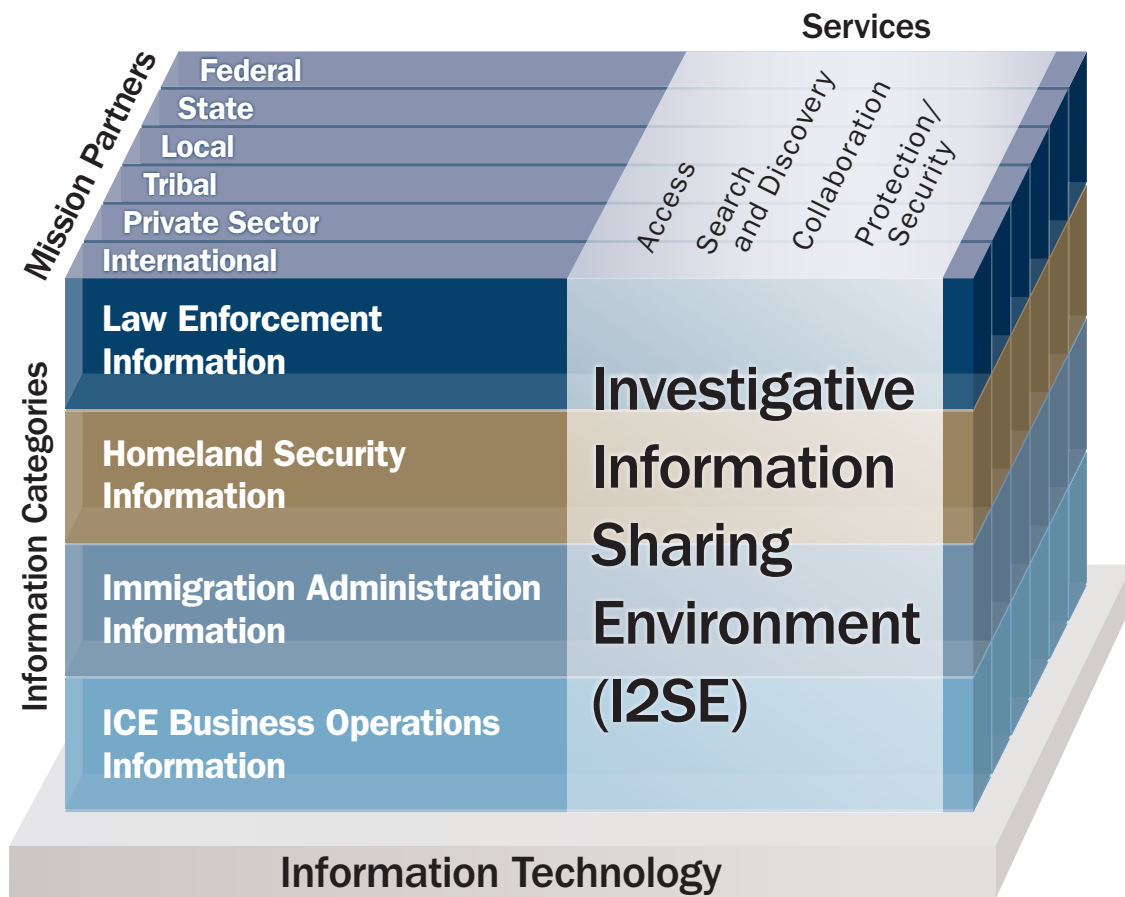 Services
Mission Partners
Federal
State
Local
Tribal
Private Sector
International
Access
Search
and Discovery
Collaboration
Protection/
Security
Information Categories
Law Enforcement
Information
Homeland Security
Information
Immigration Administration
Information
ICE Business Operations
Information
Investigative
Information
Sharing
Environment
(I2SE)
Information Technology